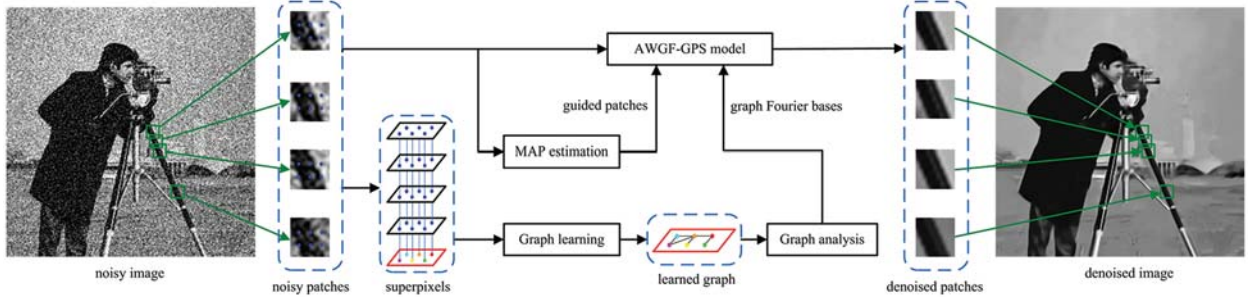 AWGF-GPS model
guided patches
graph Fourier bases
MAP estimation
Graph learning
Graph analysis
noisy image
noisy patches
superpixels
learned graph
denoised patches
denoised image